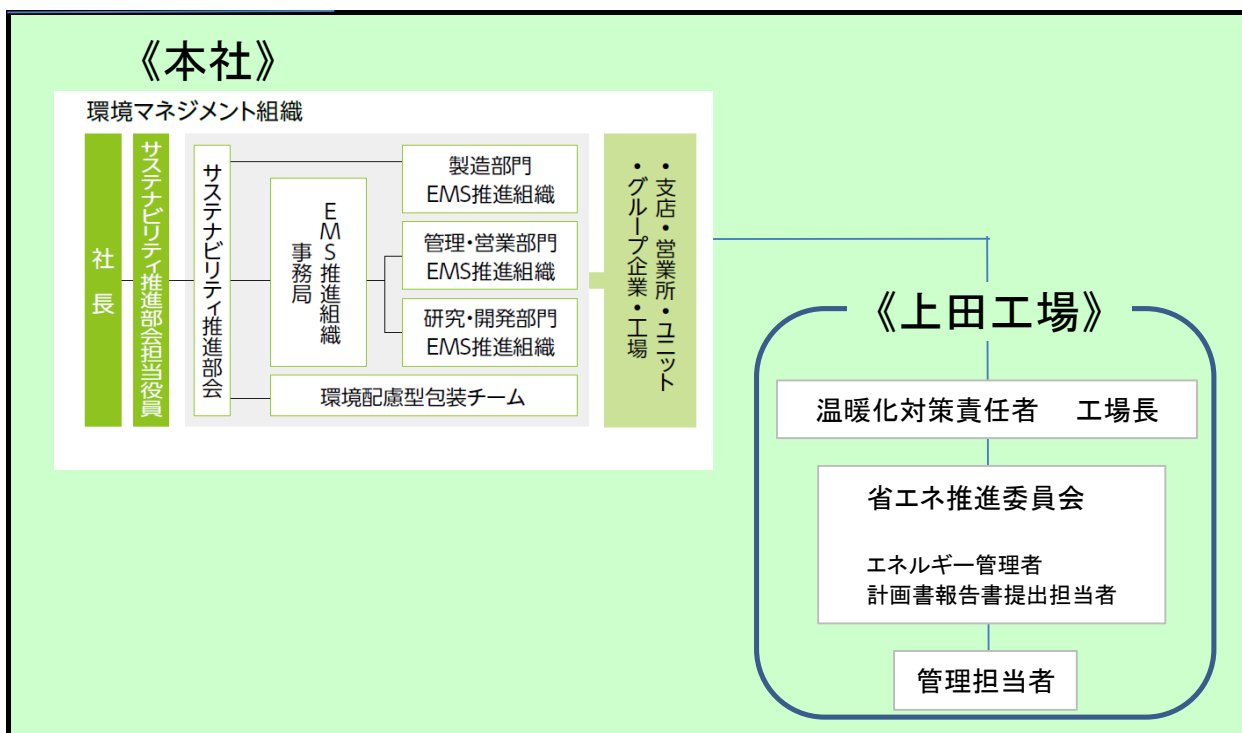 《本社》
環境マネジメント組織
社長
サステナビリティ推進部会担当役員
サステナビリティ推進部会
EMS推進組織
事務局
製造部門
EMS推進組織
管理・営業部門
EMS推進組織
研究・開発部門
EMS推進組織
環境配慮型包装チーム
・支店・営業所・ユニット
・グループ企業・工場
《上田工場》
温暖化対策責任者　工場長
省エネ推進委員会
エネルギー管理者
計画書報告書提出担当者
管理担当者